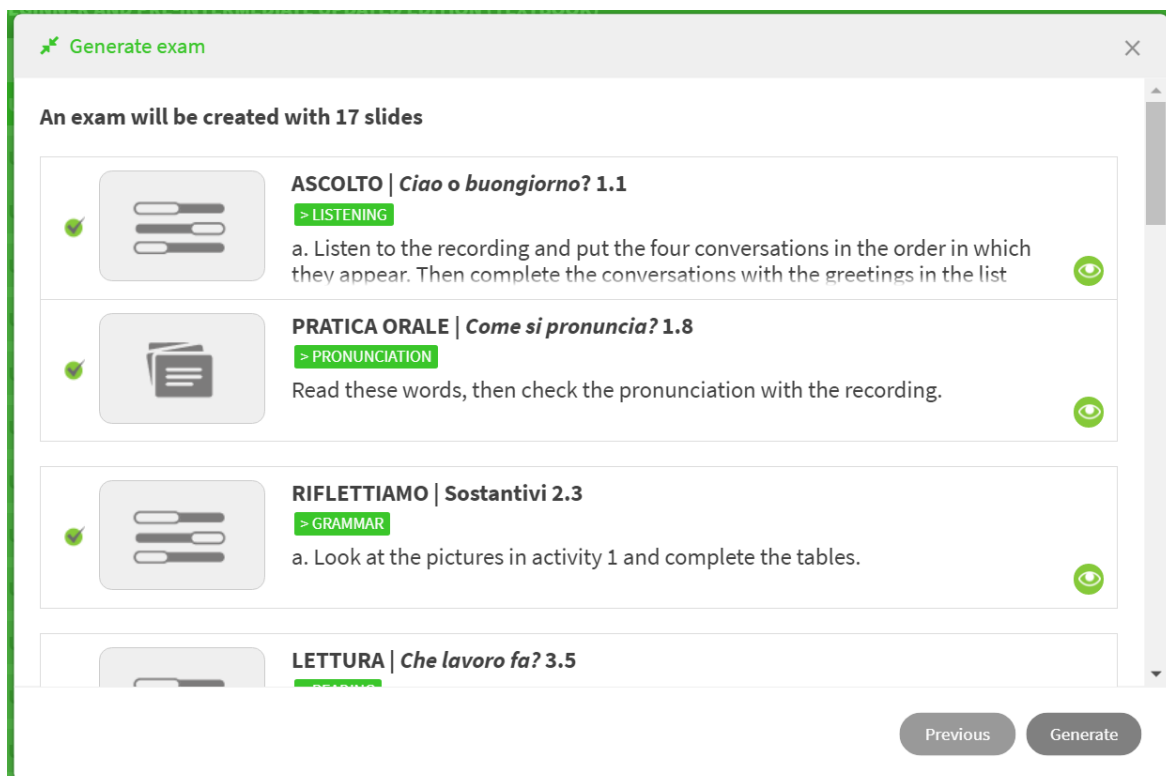 Generate exam
An exam will be created with 17 slides
ASCOLTO | Ciao o buongiorno? 1.1
> LISTENING
a. Listen to the recording and put the four conversations in the order in which
they appear. Then complete the conversations with the greetings in the list
PRATICA ORALE | Come si pronuncia? 1.8
> PRONUNCIATION
Read these words, then check the pronunciation with the recording.
RIFLETTIAMO | Sostantivi 2.3
> GRAMMAR
a. Look at the pictures in activity 1 and complete the tables.
LETTURA | Che lavoro fa? 3.5
> READING
Previous
Generate